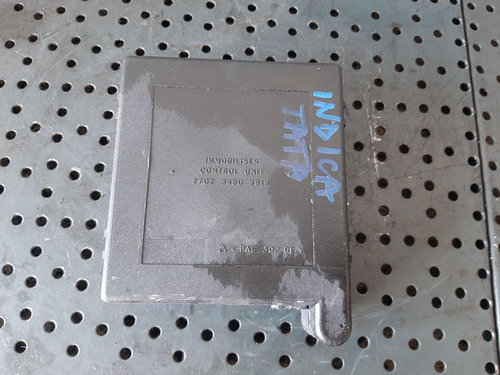 IMMOBILISER
CONTROL UNIT
2702 5490 9919
INDICA
TATA